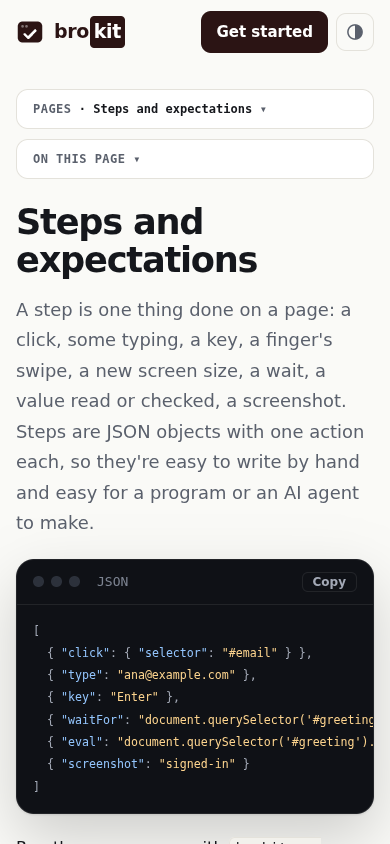 brokit
Get started
PAGES · Steps and expectations ▾
ON THIS PAGE ▾
Steps and
expectations
A step is one thing done on a page: a
click, some typing, a key, a finger's
swipe, a new screen size, a wait, a
value read or checked, a screenshot.
Steps are JSON objects with one action
each, so they're easy to write by hand
and easy for a program or an AI agent
to make.
JSON
Copy
[
{ "click": { "selector": "#email" } },
{ "type": "ana@example.com" },
{ "key": "Enter" },
{ "waitFor": "document.querySelector('#greeting
{ "eval": "document.querySelector('#greeting').
{ "screenshot": "signed-in" }
]